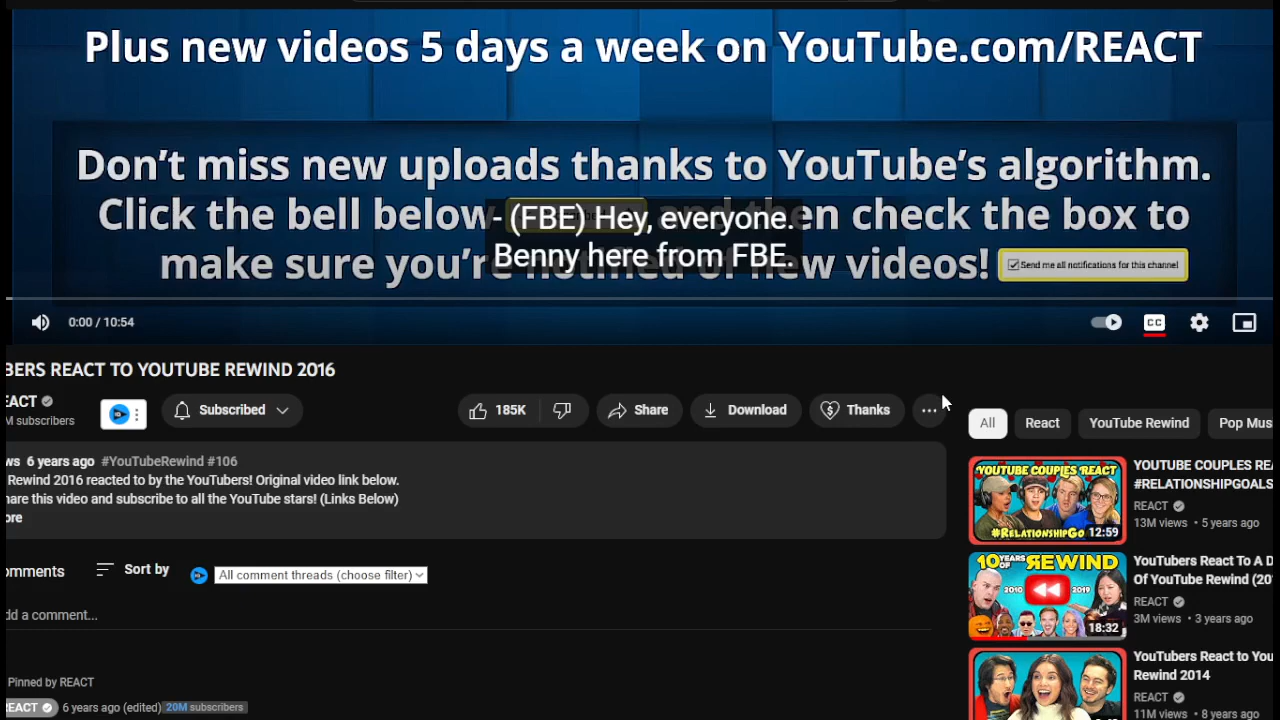 Plus new videos 5 days a week on YouTube.com/REACT
Don't miss new uploads thanks to YouTube's algorithm.
Click the bell below and then check the box to
make sure you're notified of new videos!
Send me all notifications for this channel
- (FBE) Hey, everyone.
Benny here from FBE.
0:00 / 10:54
CC
BERS REACT TO YOUTUBE REWIND 2016
EACT
M subscribers
Subscribed
185K
Share
Download
Thanks
ws 6 years ago #YouTubeRewind #106
Rewind 2016 reacted to by the YouTubers! Original video link below.
hare this video and subscribe to all the YouTube stars! (Links Below)
ore
omments
Sort by
All comment threads (choose filter)
dd a comment...
Pinned by REACT
REACT
6 years ago (edited) 20M subscribers
All
React
YouTube Rewind
Pop Mus
YOUTUBE COUPLES REACT
#RELATIONSHIPGO
12:59
YOUTUBE COUPLES REA
#RELATIONSHIPGOALS
REACT
13M views • 5 years ago
10 YEARS OF REWIND
2010
2019
18:32
YouTubers React To A D
Of YouTube Rewind (20
REACT
3M views • 3 years ago
YouTubers React to You
Rewind 2014
REACT
11M views • 8 years ago